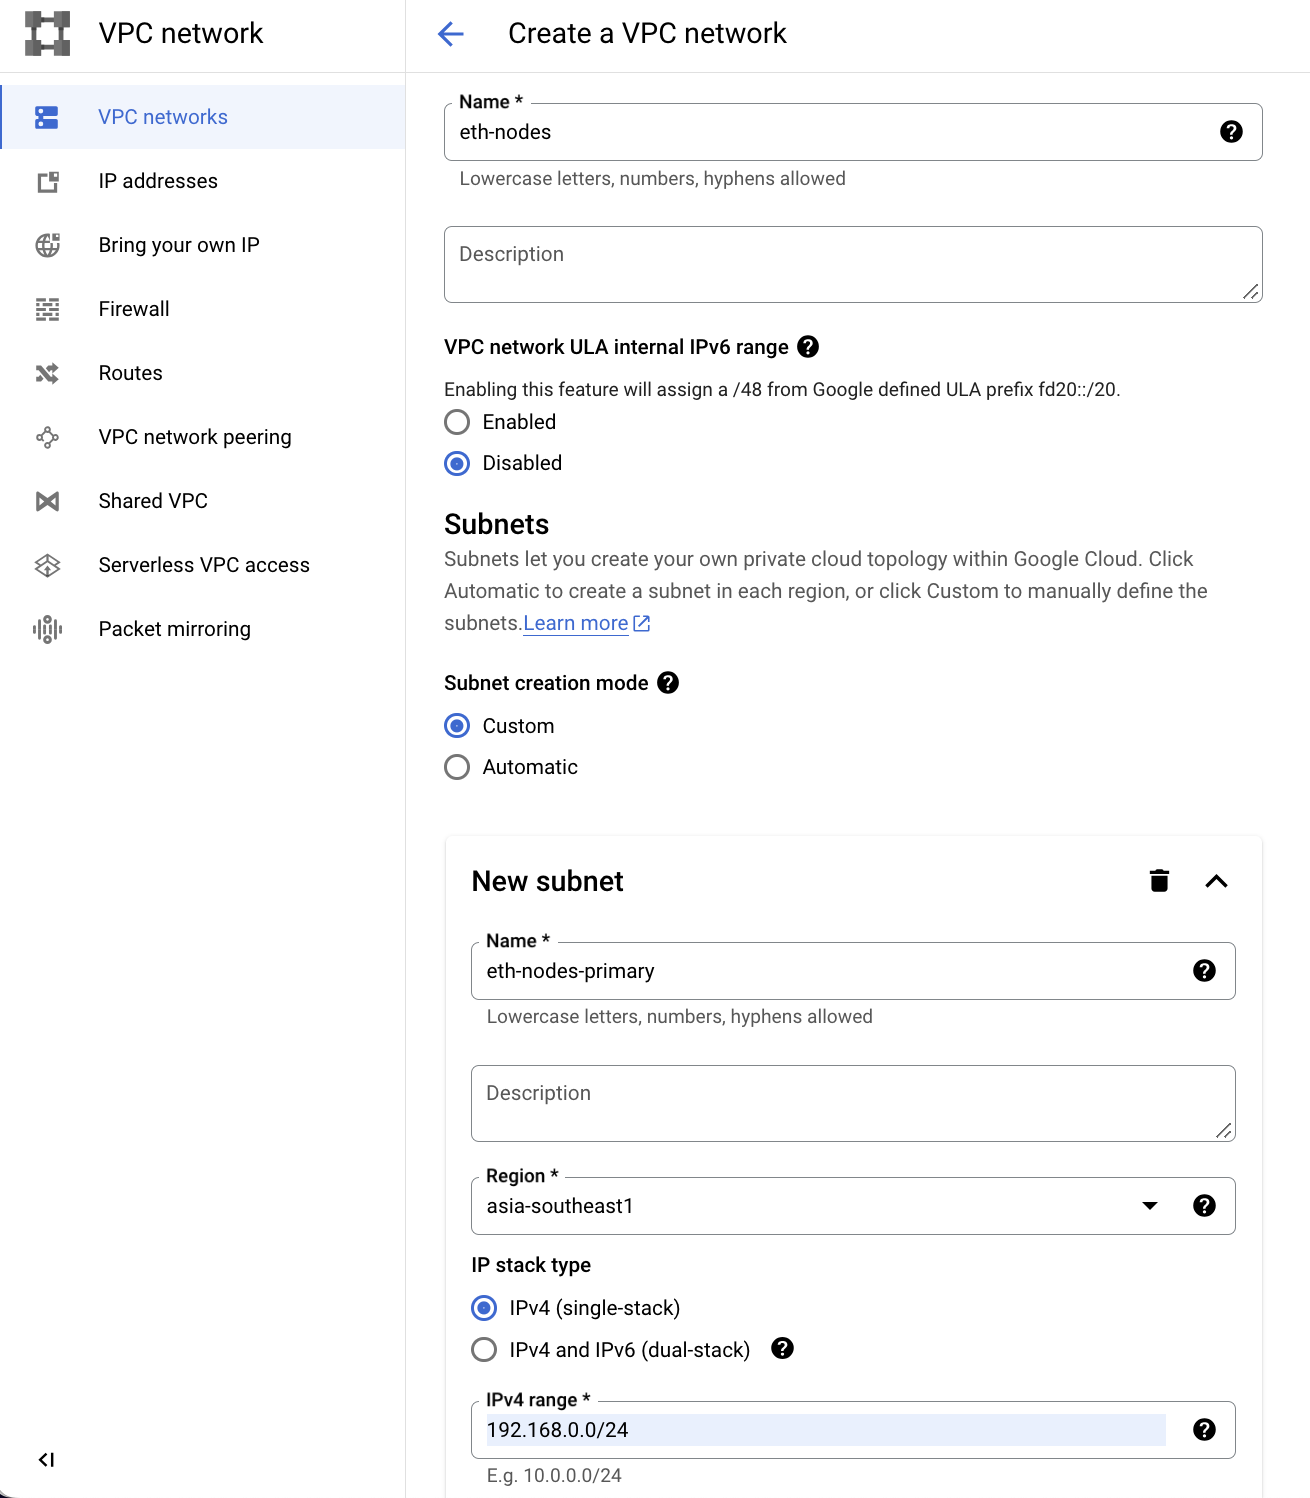 VPC network
VPC networks
IP addresses
Bring your own IP
Firewall
Routes
VPC network peering
Shared VPC
Serverless VPC access
Packet mirroring
Create a VPC network
Name *
eth-nodes
Lowercase letters, numbers, hyphens allowed
Description
VPC network ULA internal IPv6 range
Enabling this feature will assign a /48 from Google defined ULA prefix fd20::/20.
Enabled
Disabled
Subnets
Subnets let you create your own private cloud topology within Google Cloud. Click
Automatic to create a subnet in each region, or click Custom to manually define the
subnets.Learn more
Subnet creation mode
Custom
Automatic
New subnet
Name *
eth-nodes-primary
Lowercase letters, numbers, hyphens allowed
Description
Region *
asia-southeast1
IP stack type
IPv4 (single-stack)
IPv4 and IPv6 (dual-stack)
IPv4 range *
192.168.0.0/24
E.g. 10.0.0.0/24